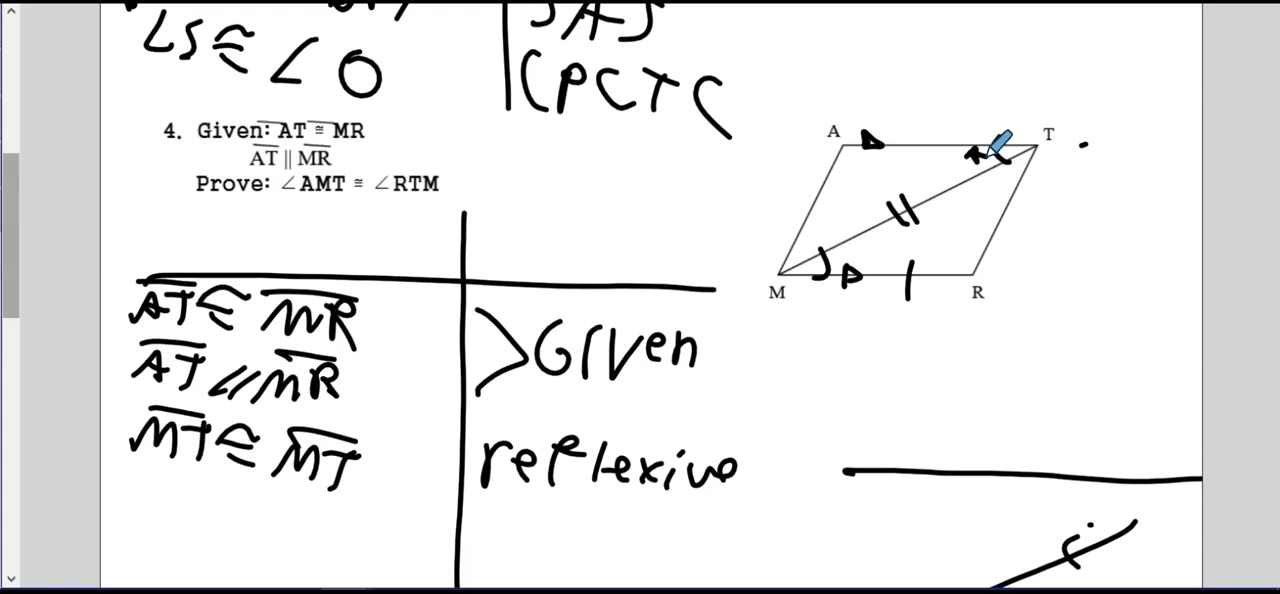 SAS
∠S ≅ ∠O
CPCTC
4. Given: AT ≅ MR
AT || MR
Prove: ∠AMT ≅ ∠RTM
A
T
M
R
AT ≅ MR
AT // MR
Given
MT ≅ MT
reflexive